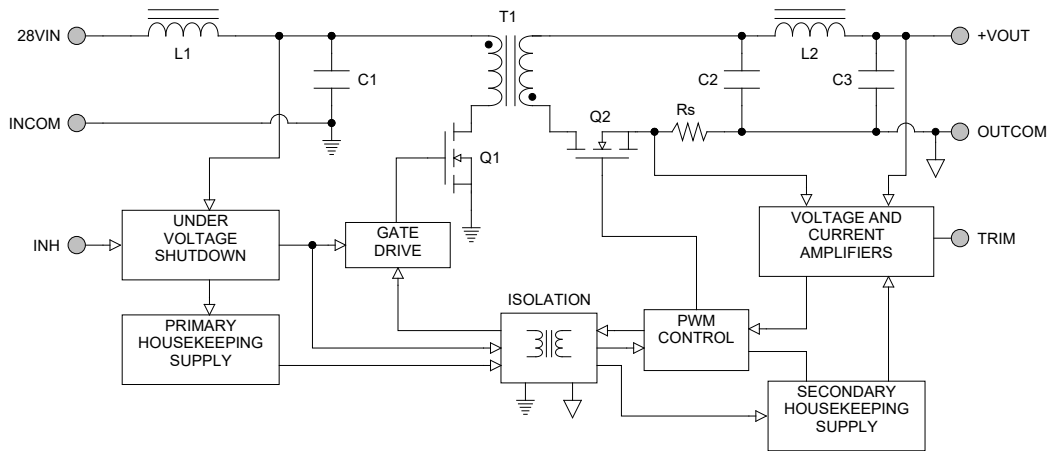 T1
28VIN
L1
C1
INCOM
+VOUT
L2
C2
C3
Rs
OUTCOM
Q2
Q1
UNDER
VOLTAGE
SHUTDOWN
INH
GATE
DRIVE
VOLTAGE AND
CURRENT
AMPLIFIERS
TRIM
ISOLATION
PRIMARY
HOUSEKEEPING
SUPPLY
PWM
CONTROL
SECONDARY
HOUSEKEEPING
SUPPLY